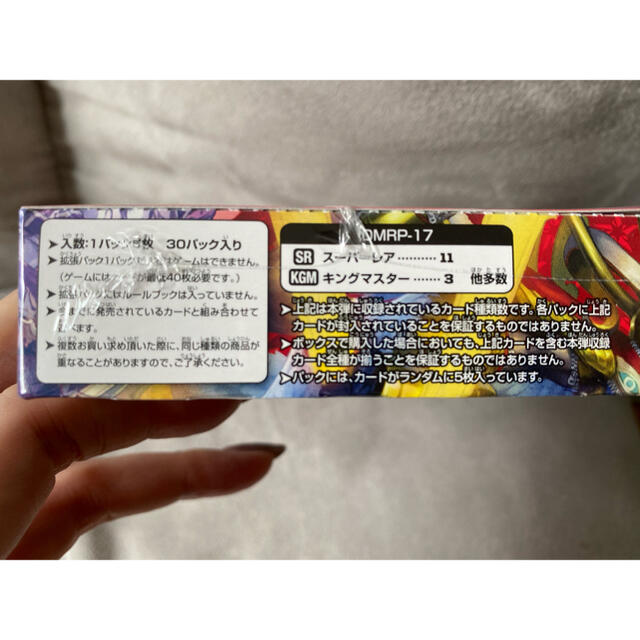 ➤入数:1パック5枚 30パック入り
➤拡張パック1パックだけではゲームはできません。
(ゲームにはカードが最低40枚必要です。)
➤拡張パックにはルールブックは入っていません。
➤すでに発売されているカードと組み合わせて
遊べます。
➤複数お買い求め頂いた際に、同じ種類の商品が
重なることがありますので、ご了承ください。
DMRP-17
SR スーパーレア ………… 11
KGM キングマスター ……… 3 他多数
➤上記は本弾に収録されているカード種類数です。各パックに上記
カードが封入されていることを保証するものではありません。
➤ボックスで購入した場合においても、上記カードを含む本弾収録
カード全種が揃うことを保証するものではありません。
➤パックには、カードがランダムに5枚入っています。